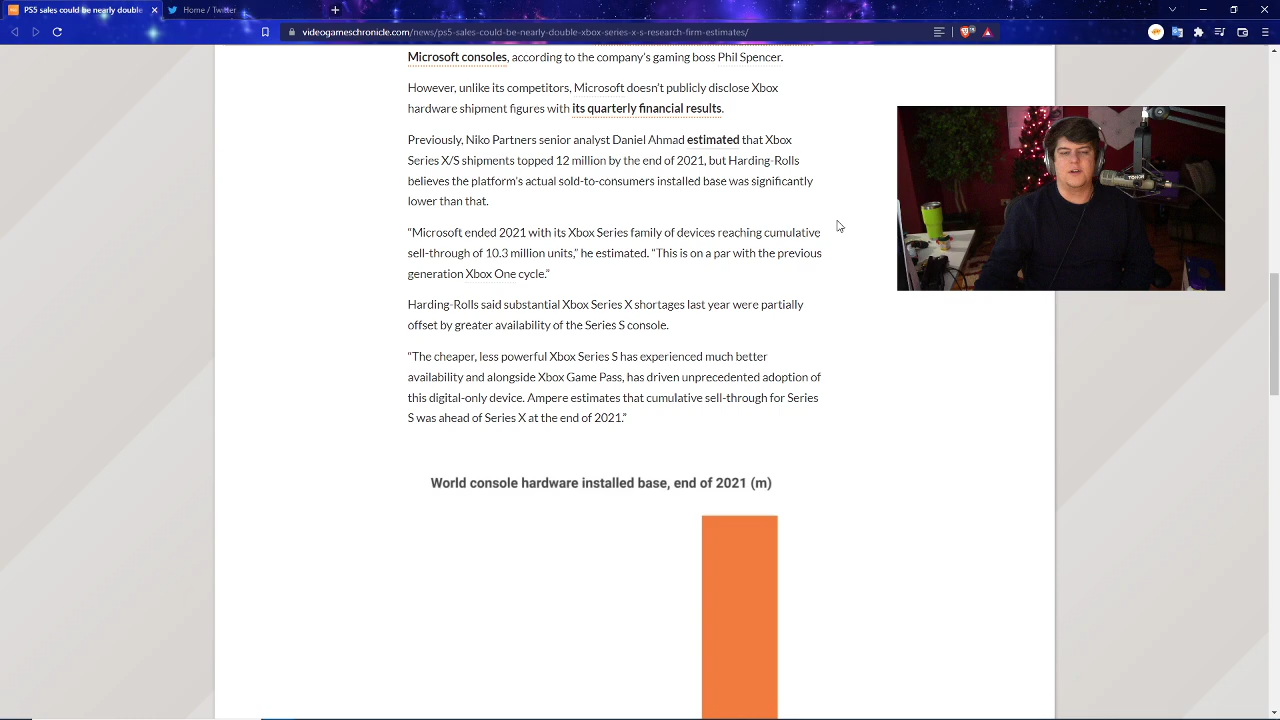 PS5 sales could be nearly double
Home / Twitter
videogameschronicle.com/news/ps5-sales-could-be-nearly-double-xbox-series-x-s-research-firm-estimates/
Microsoft consoles, according to the company's gaming boss Phil Spencer.
However, unlike its competitors, Microsoft doesn't publicly disclose Xbox
hardware shipment figures with its quarterly financial results.
Previously, Niko Partners senior analyst Daniel Ahmad estimated that Xbox
Series X/S shipments topped 12 million by the end of 2021, but Harding-Rolls
believes the platform's actual sold-to-consumers installed base was significantly
lower than that.
“Microsoft ended 2021 with its Xbox Series family of devices reaching cumulative
sell-through of 10.3 million units,” he estimated. “This is on a par with the previous
generation Xbox One cycle.”
Harding-Rolls said substantial Xbox Series X shortages last year were partially
offset by greater availability of the Series S console.
“The cheaper, less powerful Xbox Series S has experienced much better
availability and alongside Xbox Game Pass, has driven unprecedented adoption of
this digital-only device. Ampere estimates that cumulative sell-through for Series
S was ahead of Series X at the end of 2021.”
World console hardware installed base, end of 2021 (m)